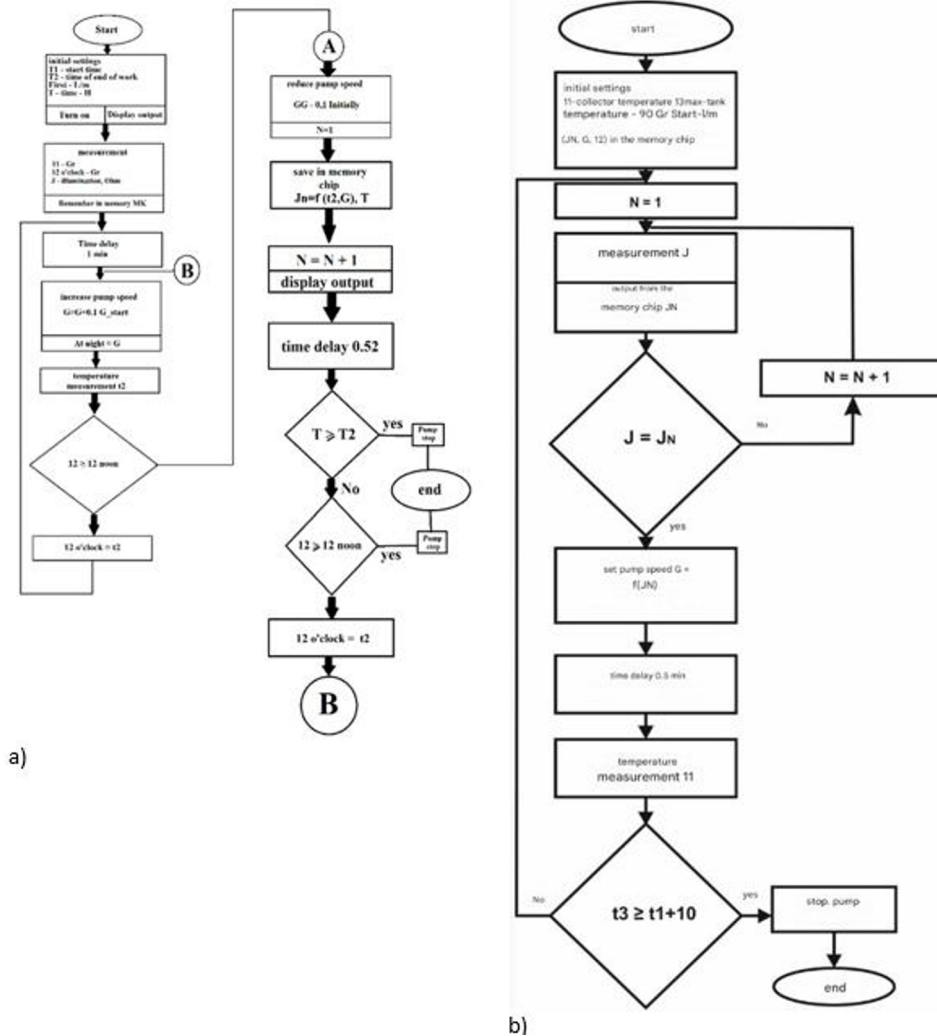 Start
initial settings
T1 - start time
T2 - time of end of work
First - L/m
T - time - H
Turn on
Display output
measurement
11 - Gr
12 o'clock - Gr
J - illumination, Ohm
Remember in memory MK
Time delay
1 min
B
increase pump speed
G=G+0.1 G_start
At night = G
temperature
measurement t2
12 ≥ 12 noon
12 o'clock = t2
A
reduce pump speed
GG - 0,1 Initially
N=1
save in memory
chip
Jn=f (t2,G), T
N = N + 1
display output
time delay 0.52
T ⩾ T2
yes
Pump
stop
No
end
12 ⩾ 12 noon
yes
Pump
stop
12 o'clock = t2
B
a)
start
initial settings
11-collector temperature 13max-tank
temperature - 90 Gr Start-l/m
(JN, G, 12) in the memory chip
N = 1
measurement J
output from the
memory chip JN
N = N + 1
J = JN
No
yes
set pump speed G =
f(JN)
time delay 0.5 min
temperature
measurement 11
t3 ≥ t1+10
No
yes
stop. pump
end
b)